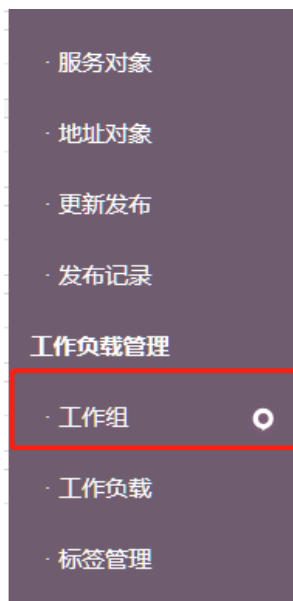 · 服务对象
· 地址对象
· 更新发布
· 发布记录
工作负载管理
· 工作组
· 工作负载
· 标签管理